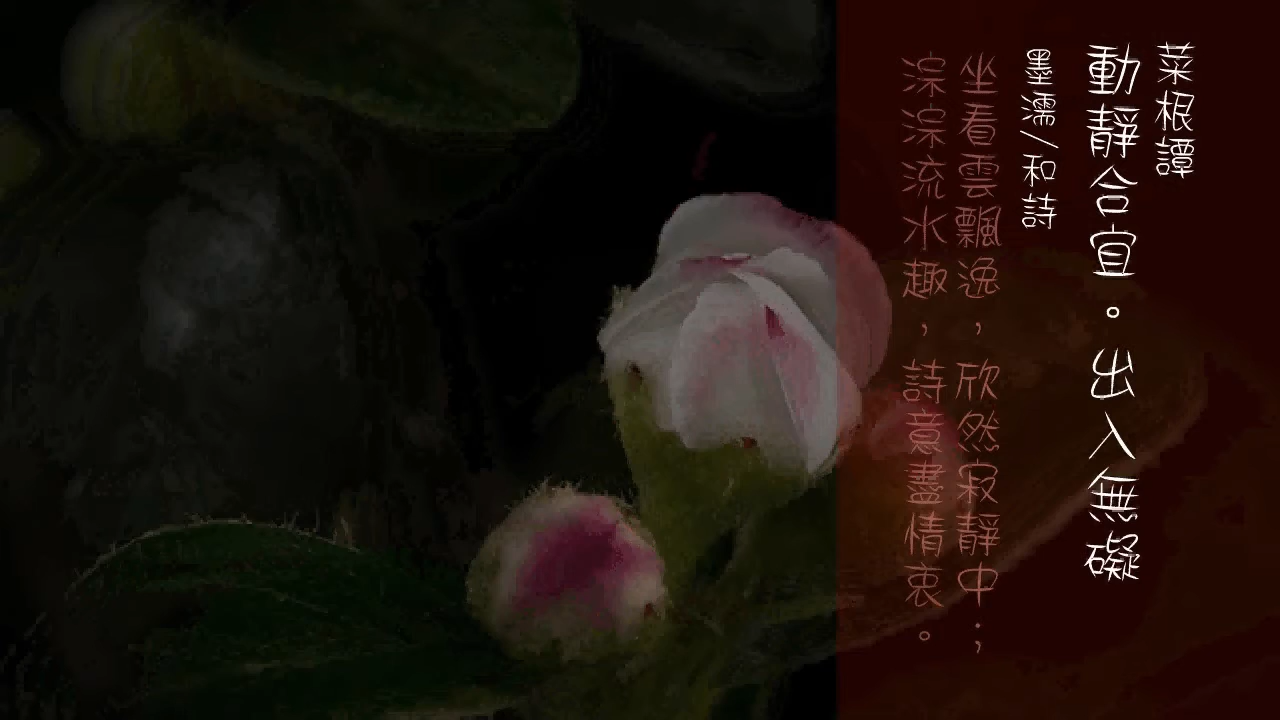 菜根譚
動靜合宜。出入無礙
墨濡/和詩
坐看雲飄逸，欣然寂靜中；
淙淙流水趣，詩意盡情衷。